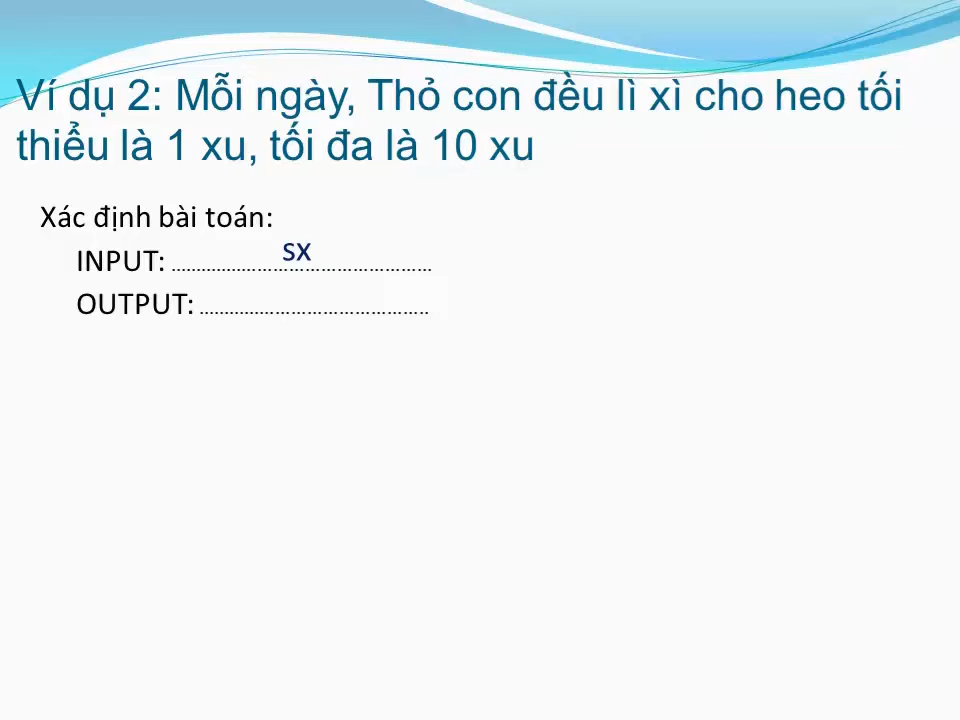 Ví dụ 2: Mỗi ngày, Thỏ con đều lì xì cho heo tối
thiểu là 1 xu, tối đa là 10 xu
Xác định bài toán:
INPUT: ...............sx.........................
OUTPUT: ..........................................